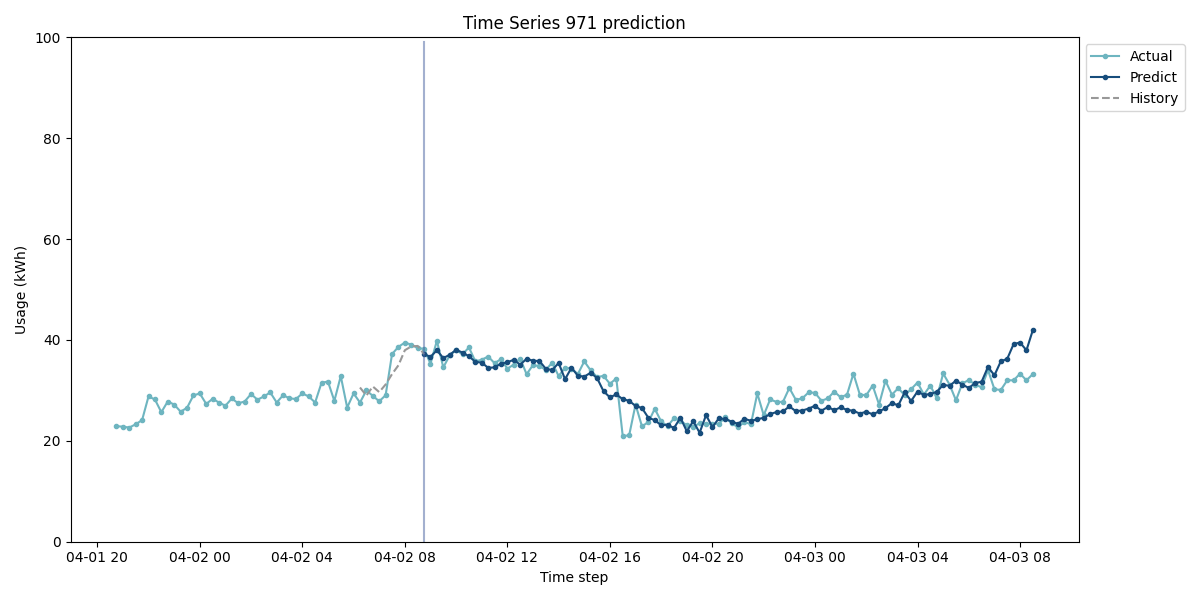 Time Series 971 prediction
100
80
60
40
20
0
Usage (kWh)
04-01 20 04-02 00 04-02 04 04-02 08 04-02 12 04-02 16 04-02 20 04-03 00 04-03 04 04-03 08
Time step
Actual
Predict
History